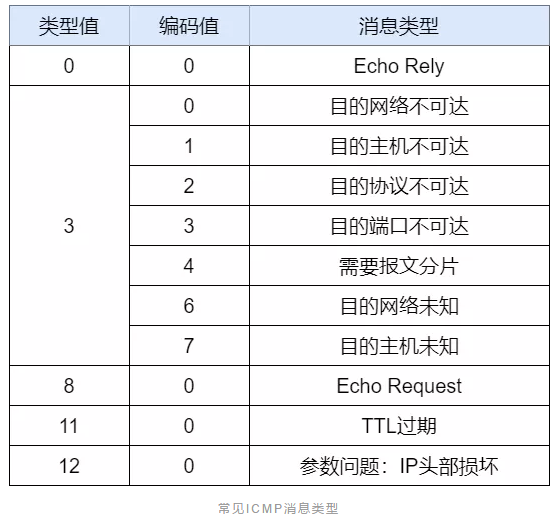 类型值 编码值 消息类型
0 0 Echo Rely
0 目的网络不可达
1 目的主机不可达
2 目的协议不可达
3 3 目的端口不可达
4 需要报文分片
6 目的网络未知
7 目的主机未知
8 0 Echo Request
11 0 TTL过期
12 0 参数问题：IP头部损坏
常见ICMP消息类型